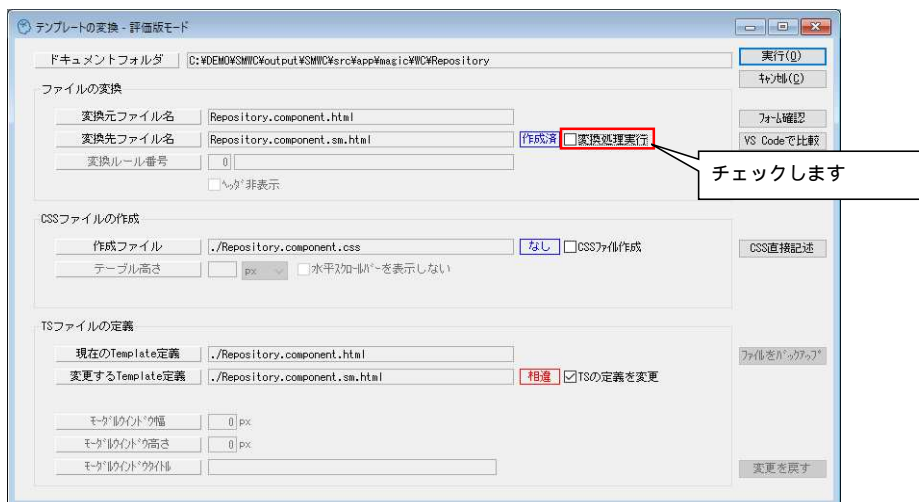 テンプレートの変換 - 評価版モード
ドキュメントフォルダ C:¥DEMO¥SMWC¥output¥SMWC¥src¥app¥magic¥WC¥Repository 実行(O)
キャンセル(C)
ファイルの変換
変換元ファイル名 Repository.component.html フォーム確認
変換先ファイル名 Repository.component.sm.html 作成済 変換処理実行 VS Codeで比較
チェックします
変換ルール番号 0
ヘッダ非表示
CSSファイルの作成
作成ファイル ./Repository.component.css なし CSSファイル作成 CSS直接記述
テーブル高さ px 水平スクロールバーを表示しない
TSファイルの定義
現在のTemplate定義 ./Repository.component.html ファイルをバックアップ
変更するTemplate定義 ./Repository.component.sm.html 相違 TSの定義を変更
モーダルウインドウ幅 0 px
モーダルウインドウ高さ 0 px
モーダルウインドウタイトル 変更を戻す